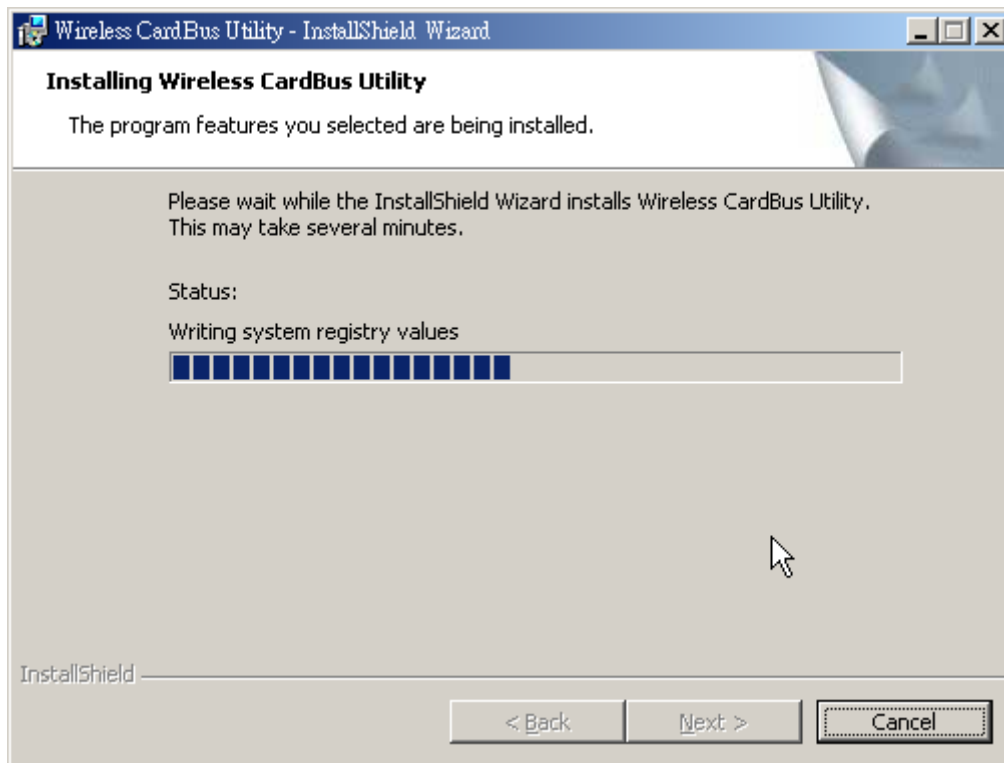 Wireless CardBus Utility - InstallShield Wizard
Installing Wireless CardBus Utility
The program features you selected are being installed.
Please wait while the InstallShield Wizard installs Wireless CardBus Utility.
This may take several minutes.
Status:
Writing system registry values
InstallShield
< Back
Next >
Cancel